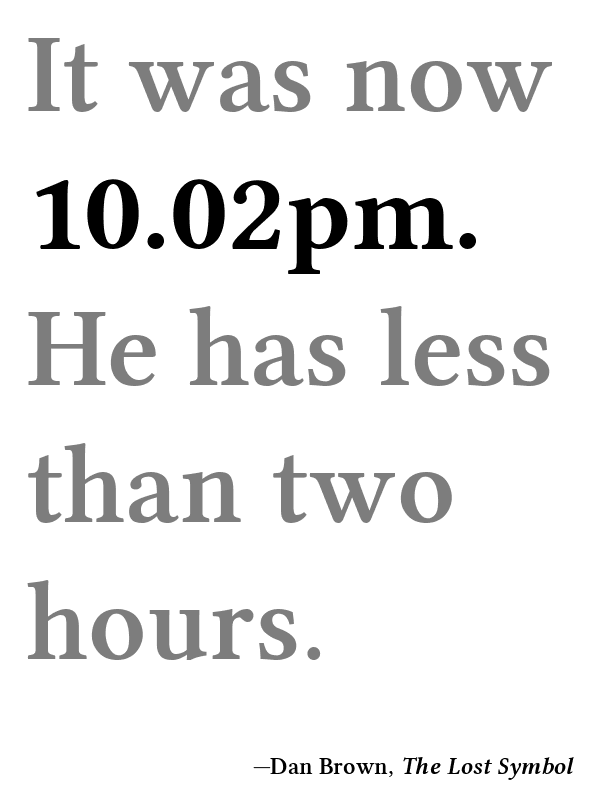 It was now
10.02pm.
He has less
than two
hours.
—Dan Brown, The Lost Symbol